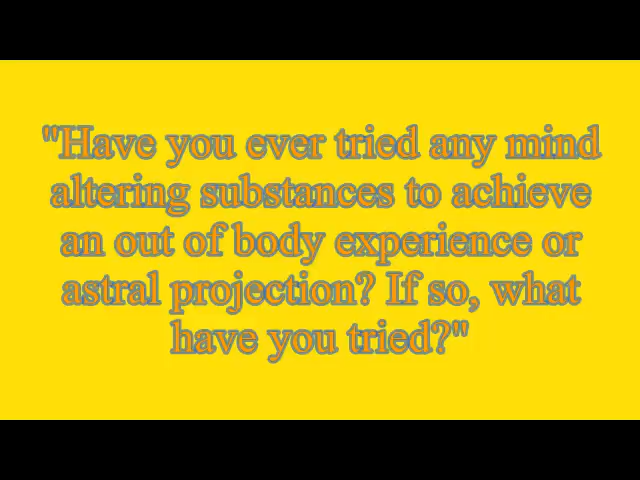 "Have you ever tried any mind
altering substances to achieve
an out of body experience or
astral projection? If so, what
have you tried?"